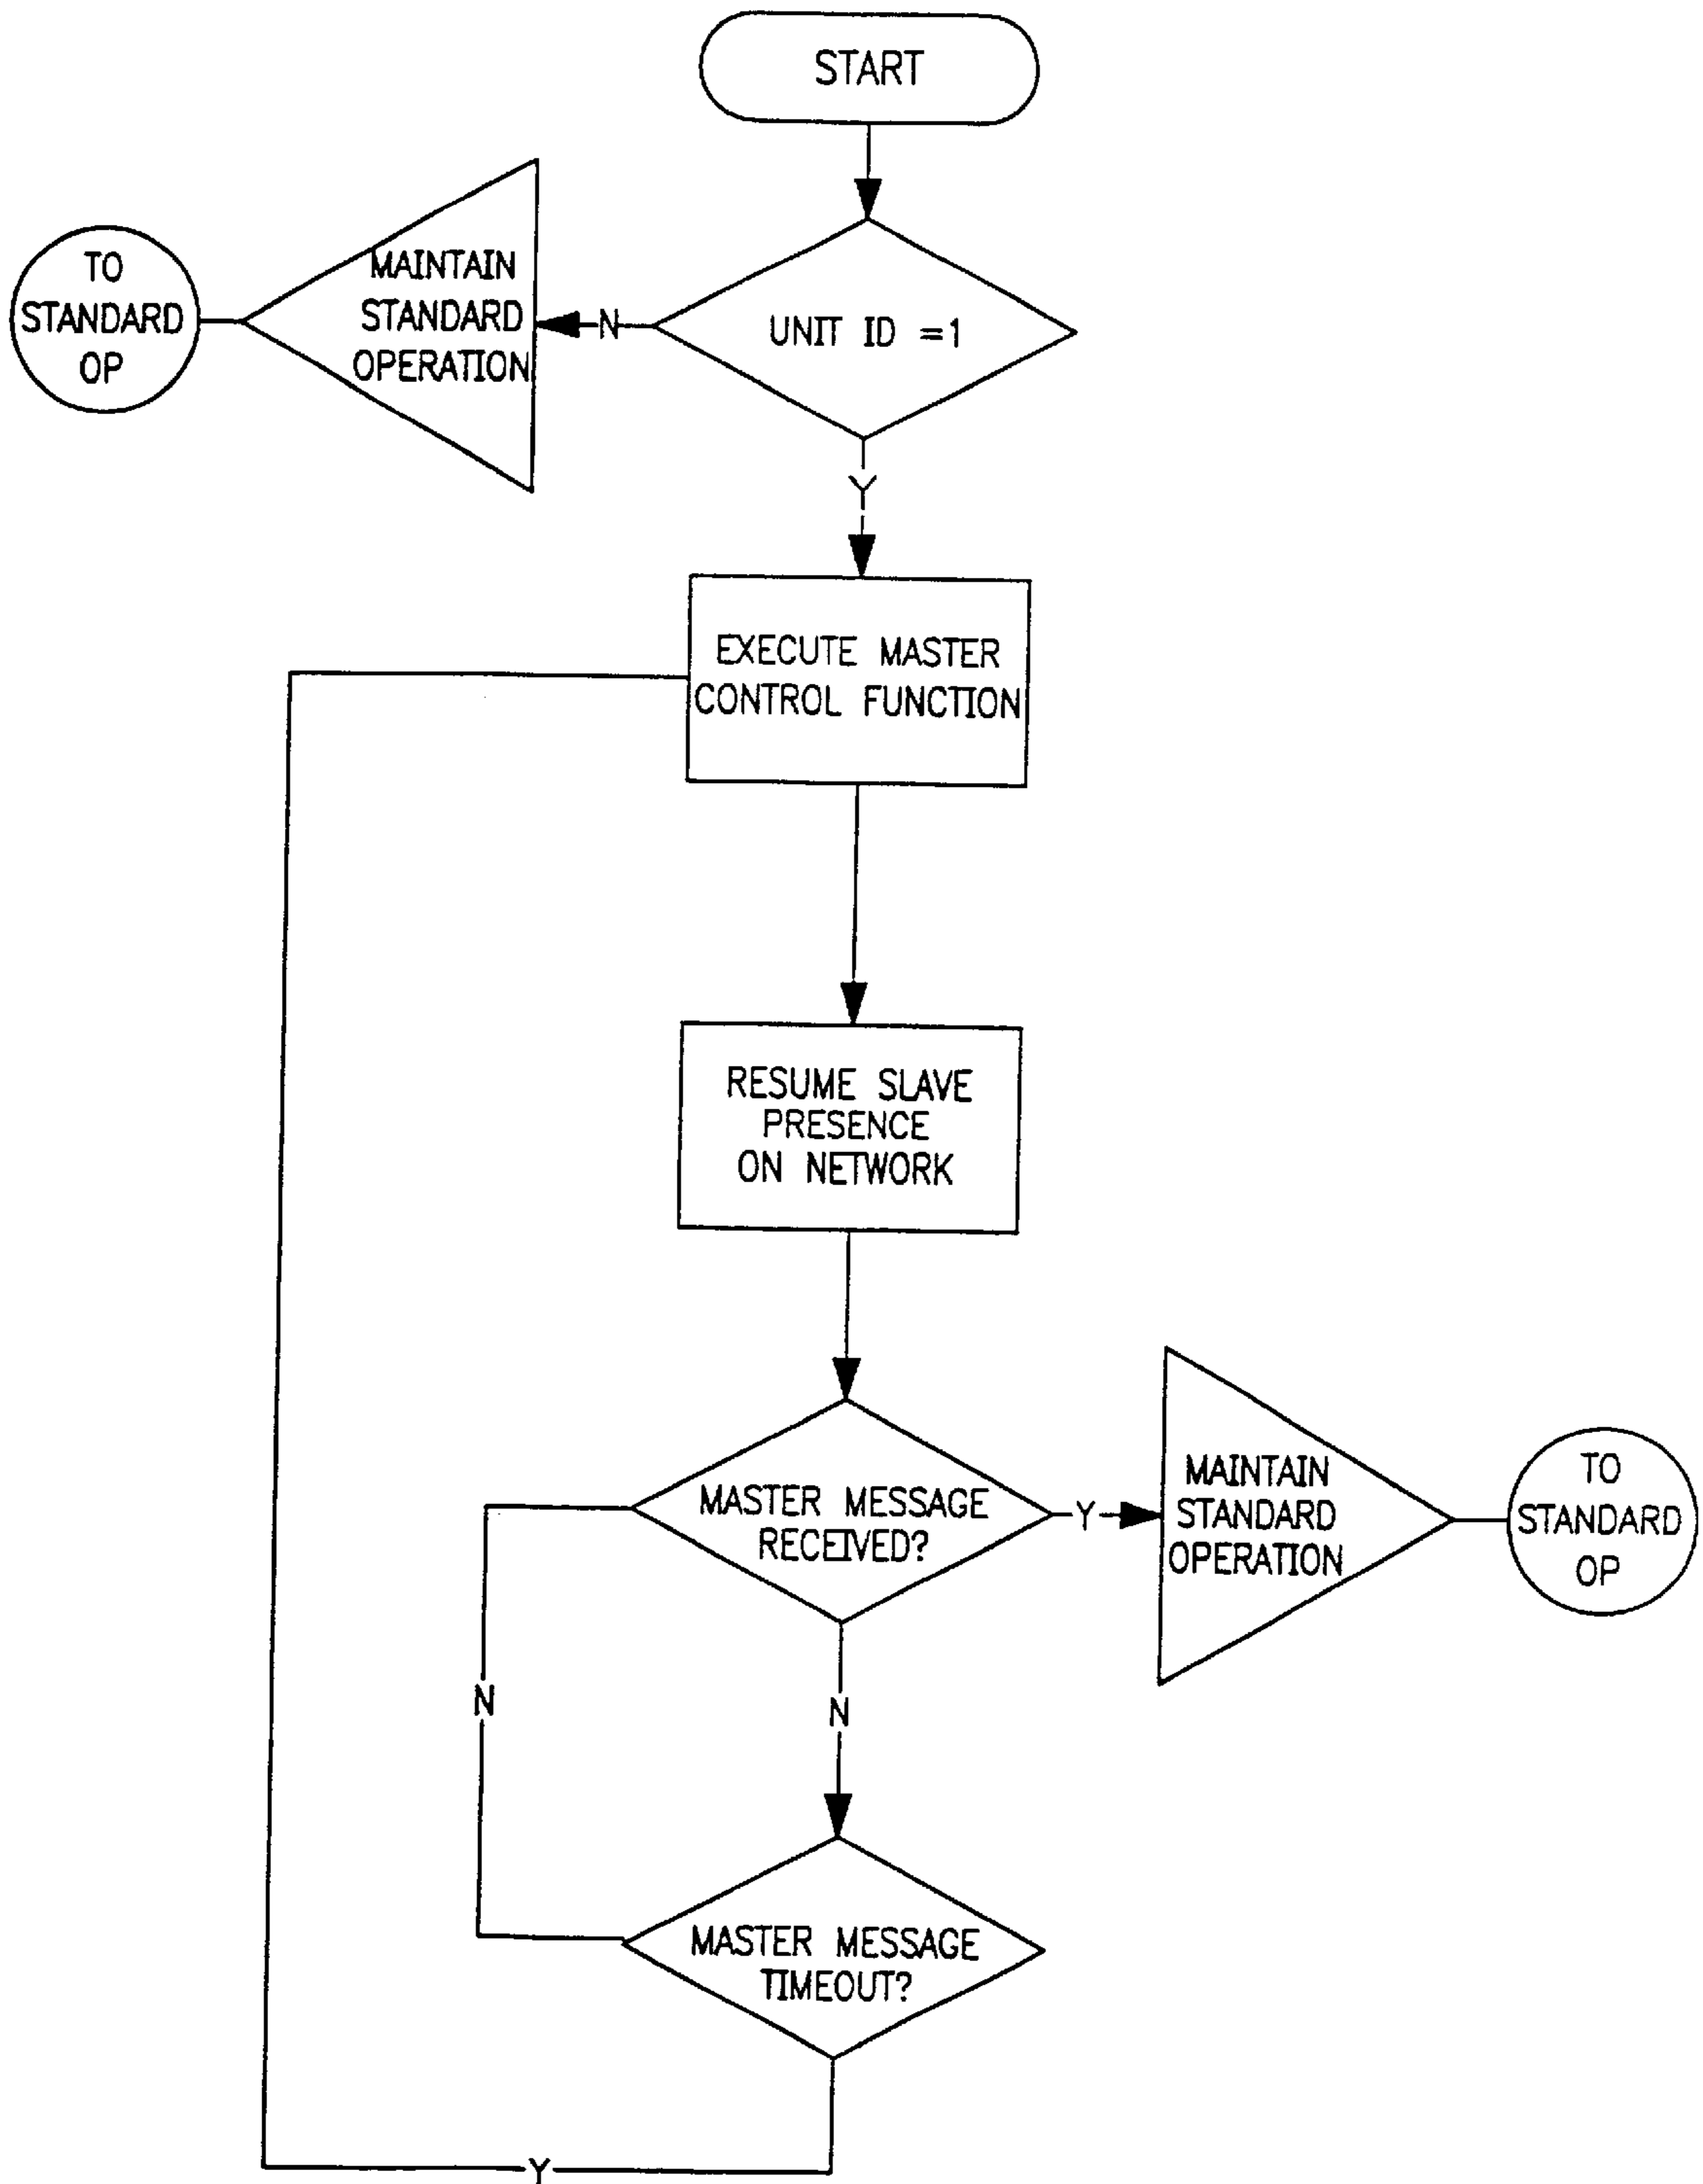 START
TO
STANDARD
OP
MAINTAIN
STANDARD
OPERATION
N
UNIT ID =1
Y
EXECUTE MASTER
CONTROL FUNCTION
RESUME SLAVE
PRESENCE
ON NETWORK
MASTER MESSAGE
RECEIVED?
Y
MAINTAIN
STANDARD
OPERATION
TO
STANDARD
OP
N
N
MASTER MESSAGE
TIMEOUT?
Y